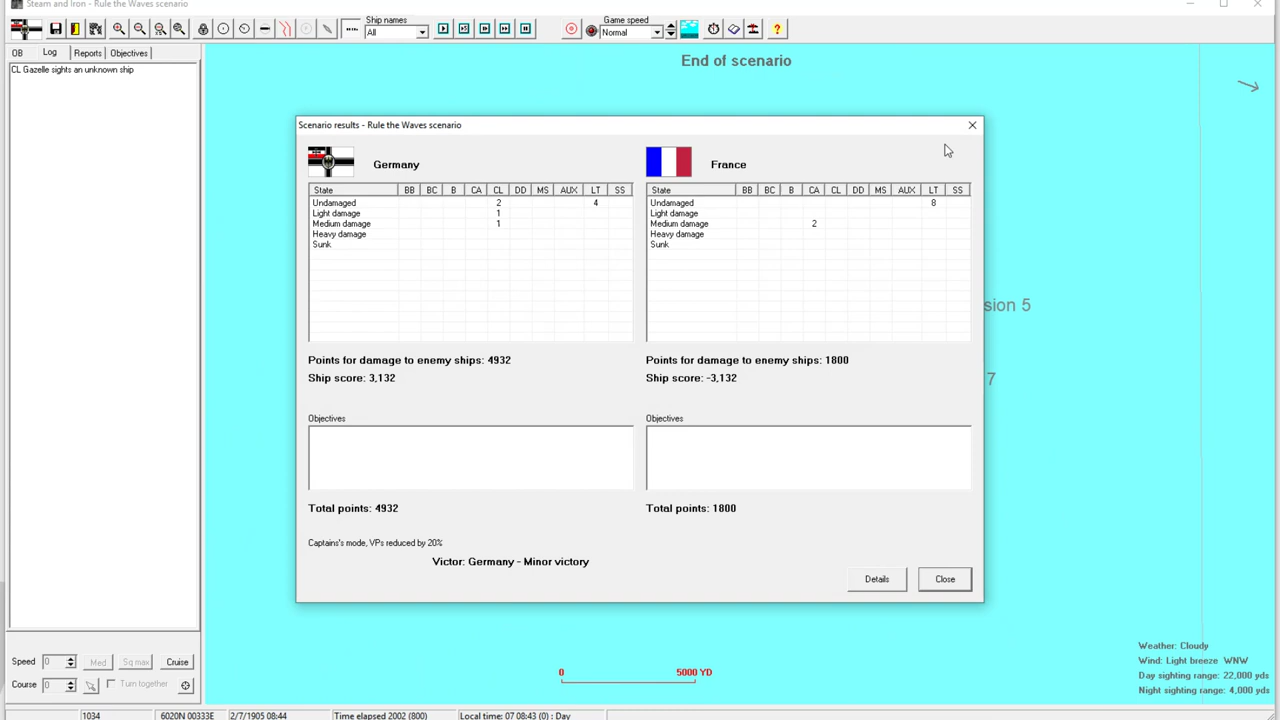 Steam and Iron - Rule the Waves scenario
Ship names
All
Game speed
Normal
OB Log Reports Objectives
CL Gazelle sights an unknown ship
End of scenario
Scenario results - Rule the Waves scenario
Germany
State BB BC B CA CL DD MS AUX LT SS
Undamaged 2 4
Light damage 1
Medium damage 1
Heavy damage
Sunk
Points for damage to enemy ships: 4932
Ship score: 3,132
Objectives
Total points: 4932
France
State BB BC B CA CL DD MS AUX LT SS
Undamaged 8
Light damage
Medium damage 2
Heavy damage
Sunk
Points for damage to enemy ships: 1800
Ship score: -3,132
Objectives
Total points: 1800
Captains's mode, VPs reduced by 20%
Victor: Germany - Minor victory
Details Close
sion 5
7
Speed 0 Med Sq max Cruise
Course 0 Turn together
0 5000 YD
Weather: Cloudy
Wind: Light breeze WNW
Day sighting range: 22,000 yds
Night sighting range: 4,000 yds
1034 6020N 00333E 2/7/1905 08:44 Time elapsed 2002 (800) Local time: 07 08:43 (0) : Day